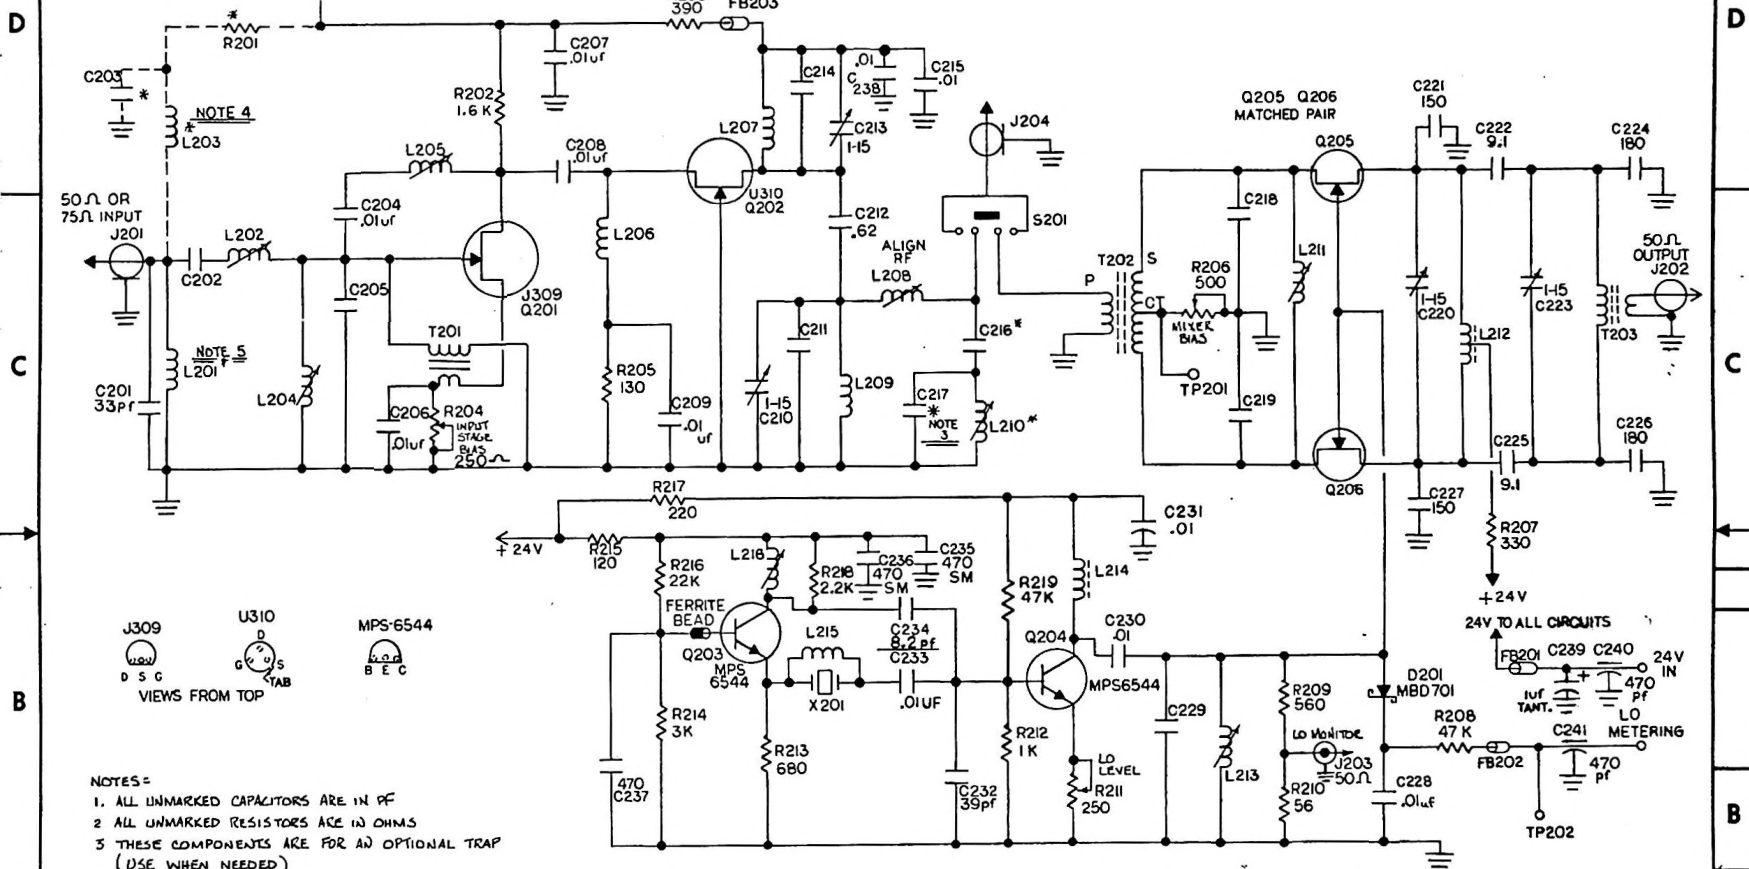 D
D
390
FB203
*
R201
C207
.01uf
C203
*
NOTE 4
*
L203
R202
1.6 K
L205
C208
.01uf
L207
C214
.01
C
238
C215
.01
C213
1-15
U310
Q202
J204
S201
Q205 Q206
MATCHED PAIR
Q205
C221
150
C222
9.1
C224
180
50Ω OR
75Ω INPUT
J201
C202
L202
C204
.01uf
C205
J309
Q201
L206
C212
.62
ALIGN
RF
L208
T202
P
S
CT
R206
500
MIXER
BIAS
TP201
C218
C219
L211
1-15
C220
L212
1-15
C223
T203
50Ω
OUTPUT
J202
C
C
NOTE 5
L201*
C201
33pf
L204
T201
C206
.01uf
R204
INPUT
STAGE
BIAS
250Ω
R205
130
C209
.01
uf
1-15
C210
C211
L209
C216*
C217
*
NOTE
3
L210*
Q206
C225
9.1
C226
180
C227
150
R207
330
+24V
R217
220
C231
.01
+ 24V
R215
120
R216
22K
L218
R218
2.2K
C236
470
SM
C235
470
SM
R219
47K
L214
FERRITE
BEAD
Q203
MPS
6544
L215
X201
C234
8.2pf
C233
.01UF
Q204
MPS6544
C230
.01
24V TO ALL CIRCUITS
FB201
C239
+
1uf
TANT.
C240
470
pf
24V
IN
J309
D S G
U310
D
G
S
TAB
MPS-6544
B E C
VIEWS FROM TOP
B
R214
3K
R213
680
470
C237
C232
39pf
R212
1K
LO
LEVEL
R211
250
C229
L213
R209
560
LO MONITOR
J203
50Ω
R210
56
D201
MBD701
R208
47 K
FB202
C241
470
pf
LO
METERING
C228
.01uf
TP202
B
NOTES=
1. ALL UNMARKED CAPACITORS ARE IN PF
2 ALL UNMARKED RESISTORS ARE IN OHMS
3 THESE COMPONENTS ARE FOR AN OPTIONAL TRAP
(USE WHEN NEEDED)